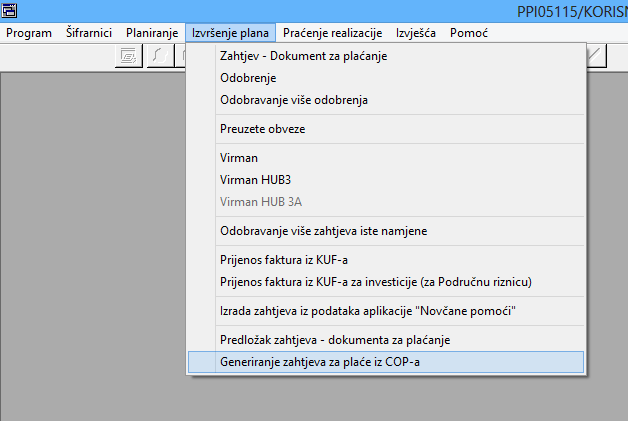 PPI05115/KORISN
Program Šifrarnici Planiranje Izvršenje plana Praćenje realizacije Izvješća Pomoć
Zahtjev - Dokument za plaćanje
Odobrenje
Odobravanje više odobrenja
Preuzete obveze
Virman
Virman HUB3
Virman HUB 3A
Odobravanje više zahtjeva iste namjene
Prijenos faktura iz KUF-a
Prijenos faktura iz KUF-a za investicije (za Područnu riznicu)
Izrada zahtjeva iz podataka aplikacije "Novčane pomoći"
Predložak zahtjeva - dokumenta za plaćanje
Generiranje zahtjeva za plaće iz COP-a